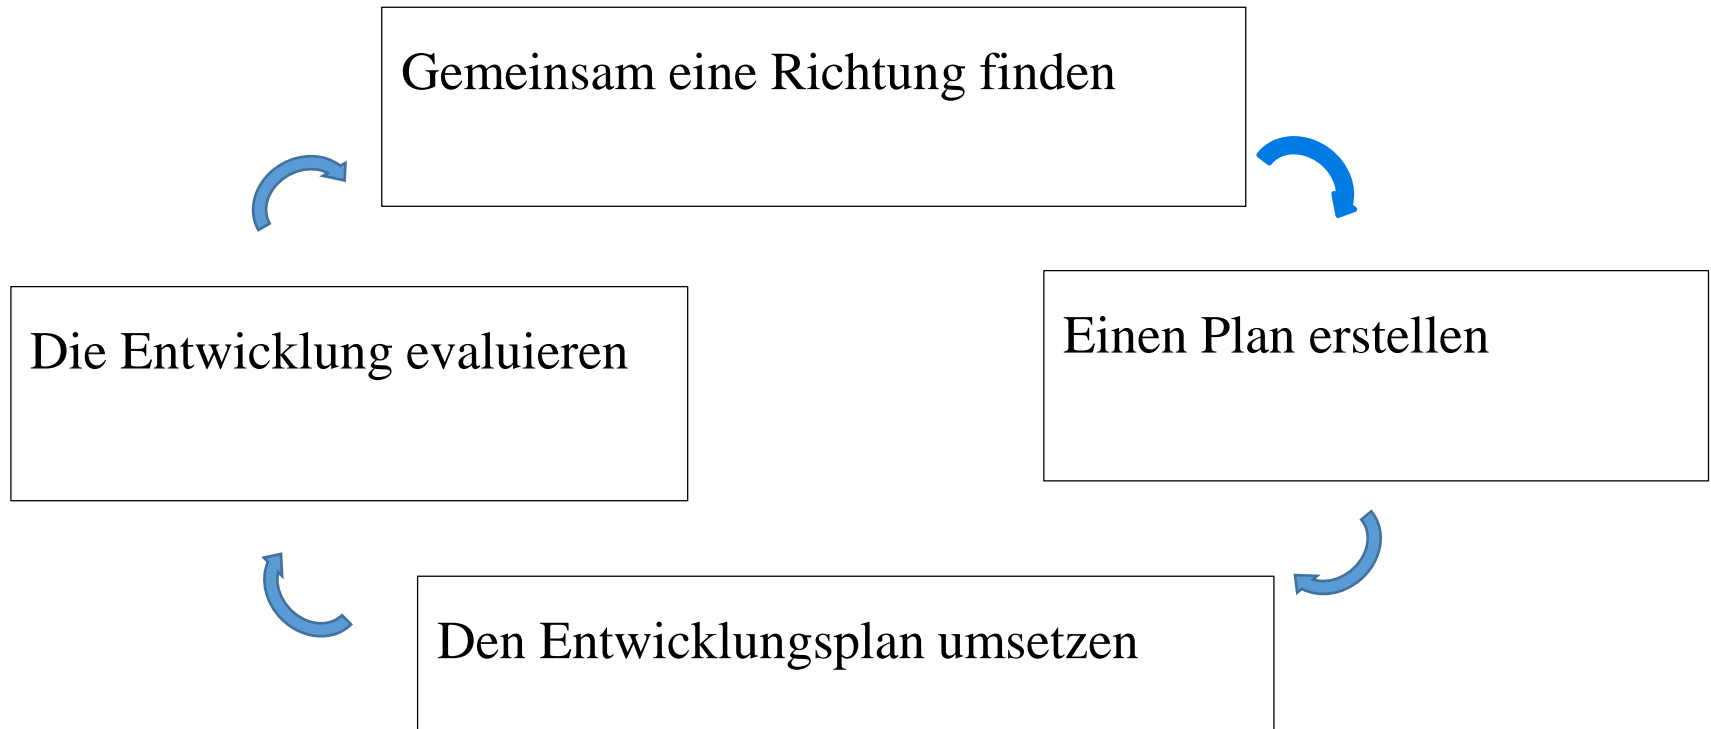 Gemeinsam eine Richtung finden
Einen Plan erstellen
Die Entwicklung evaluieren
Den Entwicklungsplan umsetzen